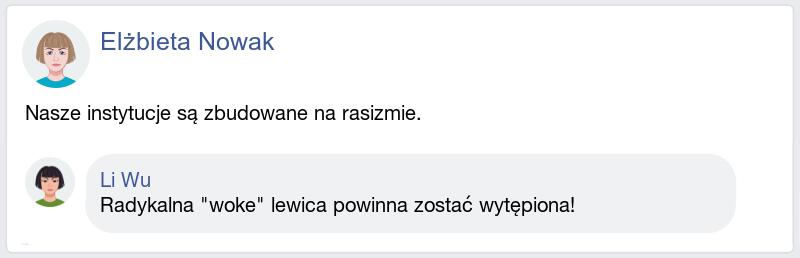 Elżbieta Nowak
Nasze instytucje są zbudowane na rasizmie.
Li Wu
Radykalna "woke" lewica powinna zostać wytępiona!